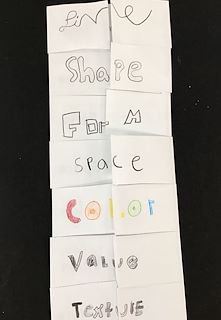 Line
ShaPe
ForM
space
Color
Value
TexTURE